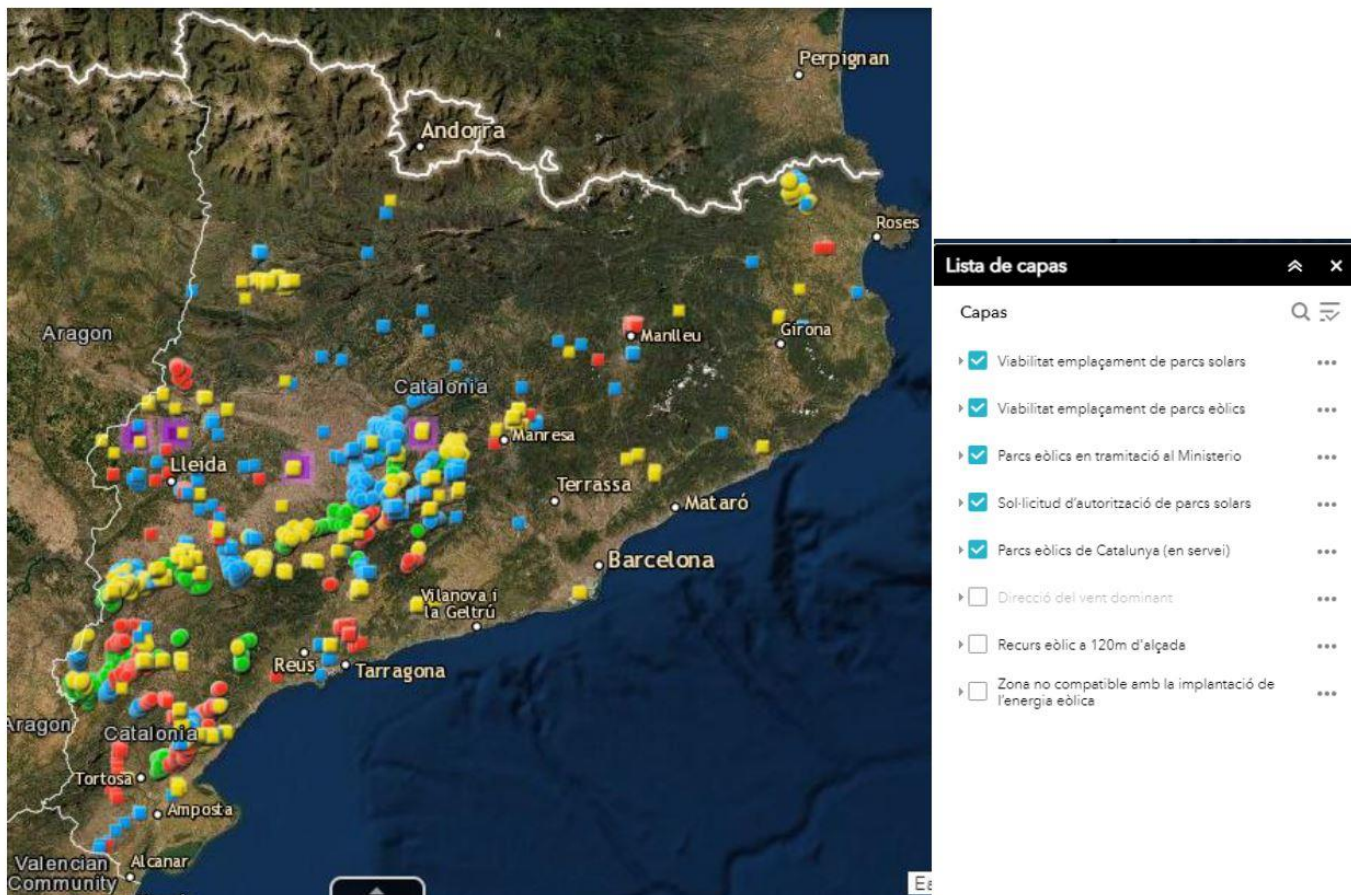 Perpignan
Andorra
Roses
Aragon
Manlleu
Girona
Catalonia
Manresa
Lleida
Terrassa
Mataró
Barcelona
Vilanova i
la Geltrú
Reus
Tarragona
Aragon
Catalonia
Tortosa
Amposta
Valencian
Community
Alcanar
Ea
Lista de capas
Capas
Viabilitat emplaçament de parcs solars
Viabilitat emplaçament de parcs eòlics
Parcs eòlics en tramitació al Ministerio
Sol·licitud d'autorització de parcs solars
Parcs eòlics de Catalunya (en servei)
Direcció del vent dominant
Recurs eòlic a 120m d'alçada
Zona no compatible amb la implantació de
l'energia eòlica